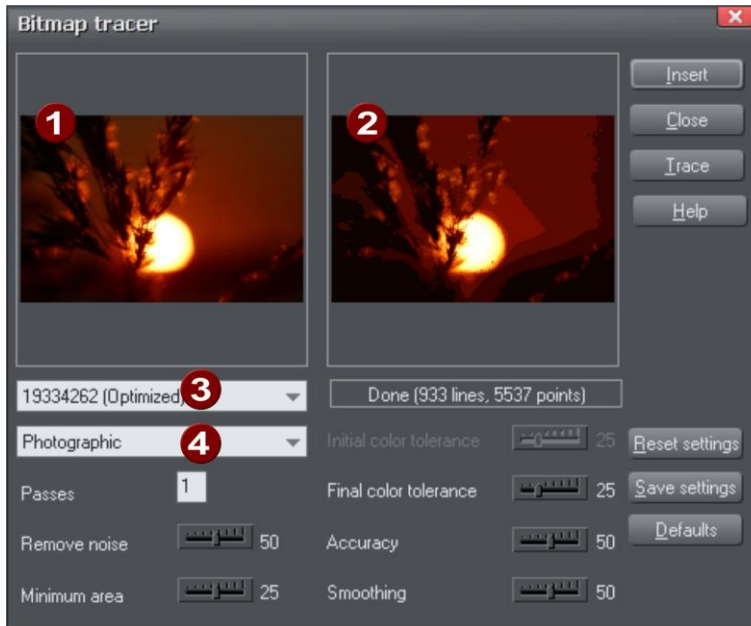 Bitmap tracer
1
2
Insert
Close
Trace
Help
19334262 (Optimized) 3
Done (933 lines, 5537 points)
Photographic 4
Initial color tolerance 25
Reset settings
Passes 1
Final color tolerance 25
Save settings
Remove noise 50
Accuracy 50
Defaults
Minimum area 25
Smoothing 50